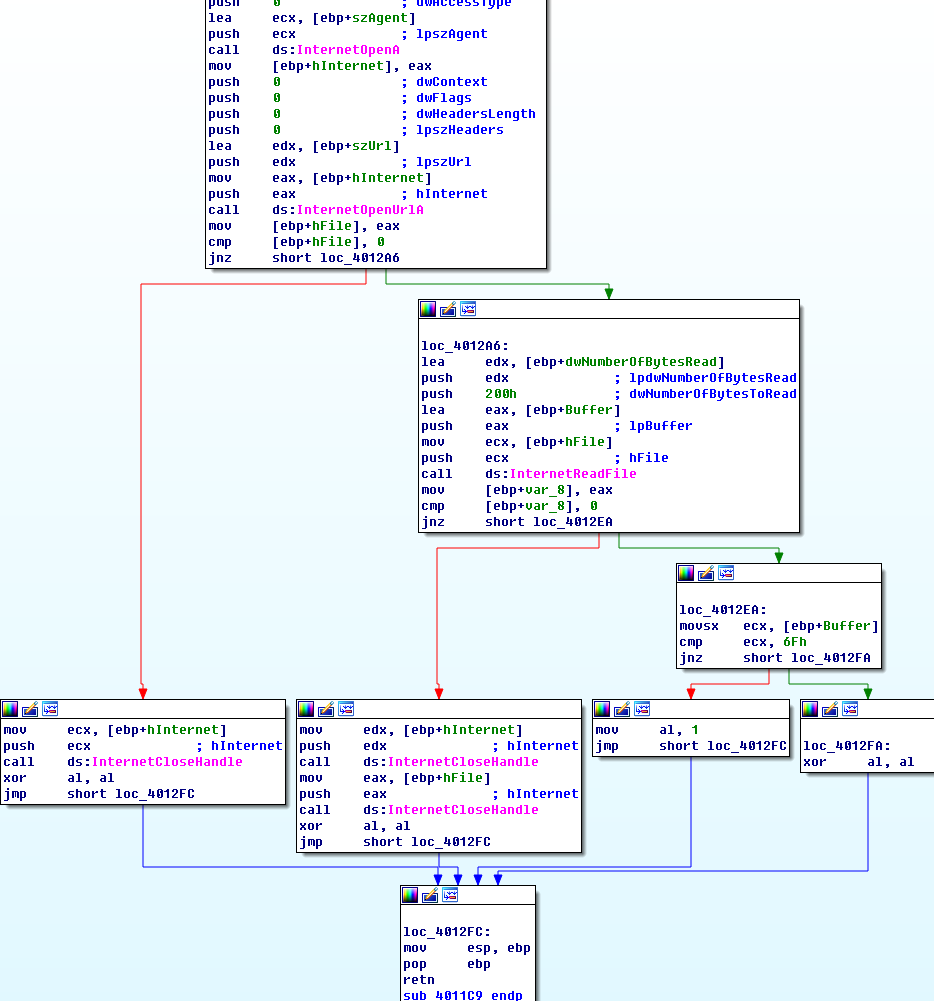 push 0 ; dwAccessType
lea ecx, [ebp+szAgent]
push ecx ; lpszAgent
call ds:InternetOpenA
mov [ebp+hInternet], eax
push 0 ; dwContext
push 0 ; dwFlags
push 0 ; dwHeadersLength
push 0 ; lpszHeaders
lea edx, [ebp+szUrl]
push edx ; lpszUrl
mov eax, [ebp+hInternet]
push eax ; hInternet
call ds:InternetOpenUrlA
mov [ebp+hFile], eax
cmp [ebp+hFile], 0
jnz short loc_4012A6
loc_4012A6:
lea edx, [ebp+dwNumberOfBytesRead]
push edx ; lpdwNumberOfBytesRead
push 200h ; dwNumberOfBytesToRead
lea eax, [ebp+Buffer]
push eax ; lpBuffer
mov ecx, [ebp+hFile]
push ecx ; hFile
call ds:InternetReadFile
mov [ebp+var_8], eax
cmp [ebp+var_8], 0
jnz short loc_4012EA
loc_4012EA:
movsx ecx, [ebp+Buffer]
cmp ecx, 6Fh
jnz short loc_4012FA
mov ecx, [ebp+hInternet]
push ecx ; hInternet
call ds:InternetCloseHandle
xor al, al
jmp short loc_4012FC
mov edx, [ebp+hInternet]
push edx ; hInternet
call ds:InternetCloseHandle
mov eax, [ebp+hFile]
push eax ; hInternet
call ds:InternetCloseHandle
xor al, al
jmp short loc_4012FC
mov al, 1
jmp short loc_4012FC
loc_4012FA:
xor al, al
loc_4012FC:
mov esp, ebp
pop ebp
retn
sub_4011C9 endp